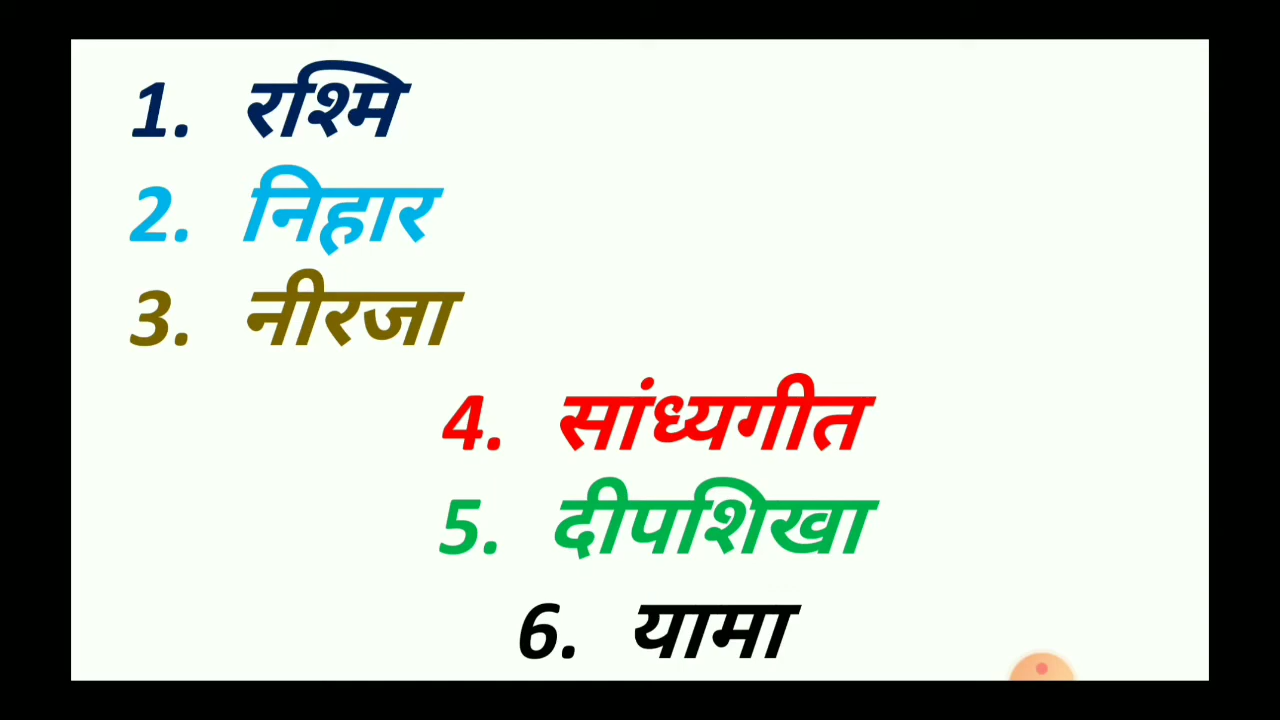 1. रश्मि
2. निहार
3. नीरजा
4. सांध्यगीत
5. दीपशिखा
6. यामा